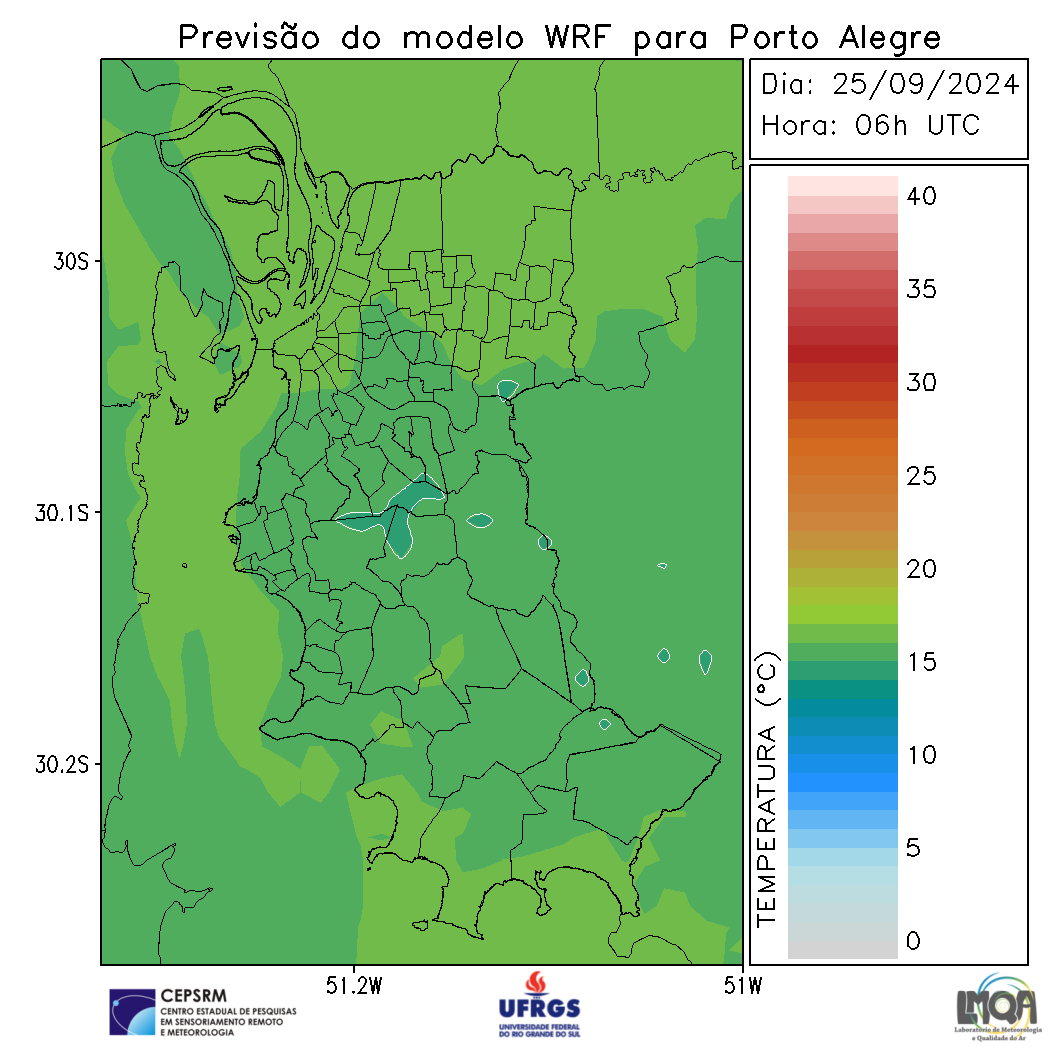 Previsão do modelo WRF para Porto Alegre
Dia: 25/09/2024
Hora: 06h UTC
30S
30.1S
30.2S
51.2W
51W
TEMPERATURA (°C)
40
35
30
25
20
15
10
5
0
CEPSRM
CENTRO ESTADUAL DE PESQUISAS
EM SENSORIAMENTO REMOTO
E METEOROLOGIA
UFRGS
UNIVERSIDADE FEDERAL
DO RIO GRANDE DO SUL
LMQA
Laboratório de Meteorologia
e Qualidade do Ar